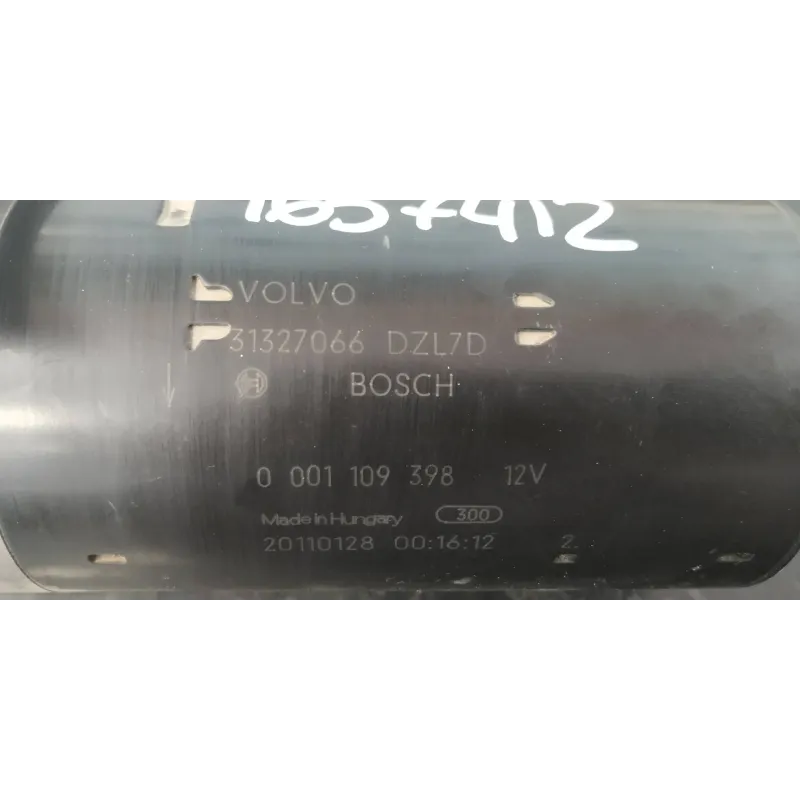 VOLVO
31327066 DZL7D
BOSCH
0 001 109 398 12V
Made in Hungary 300
20110128 00:16:12 2